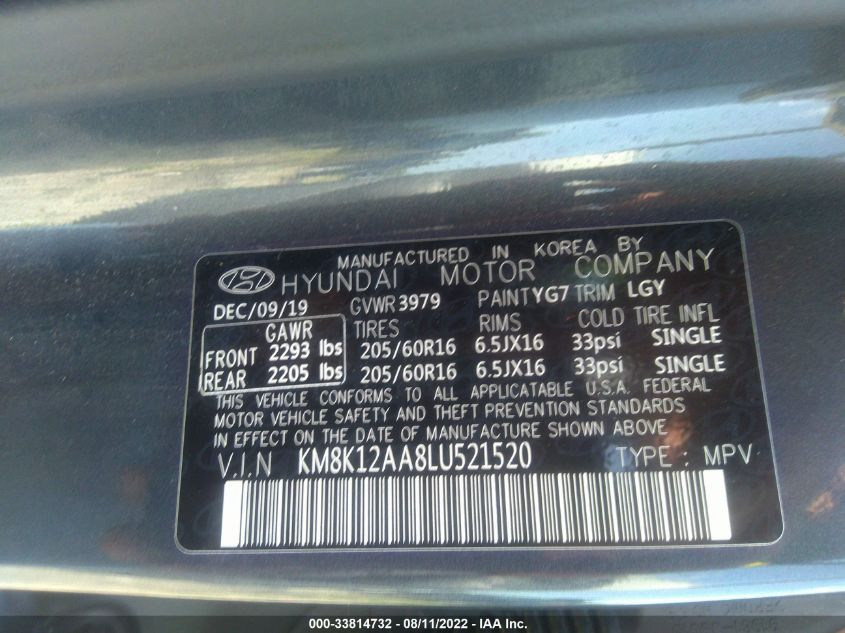 MANUFACTURED IN KOREA BY
HYUNDAI MOTOR COMPANY
DEC/09/19 GVWR 3979 PAINT YG7 TRIM LGY
GAWR TIRES RIMS COLD TIRE INFL
FRONT 2293 lbs 205/60R16 6.5JX16 33psi SINGLE
REAR 2205 lbs 205/60R16 6.5JX16 33psi SINGLE
THIS VEHICLE CONFORMS TO ALL APPLICATABLE U.S.A. FEDERAL
MOTOR VEHICLE SAFETY AND THEFT PREVENTION STANDARDS
IN EFFECT ON THE DATE OF MANUFACTURE SHOWN ABOVE
V.I.N KM8K12AA8LU521520 TYPE : MPV
000-33814732 - 08/11/2022 - IAA Inc.